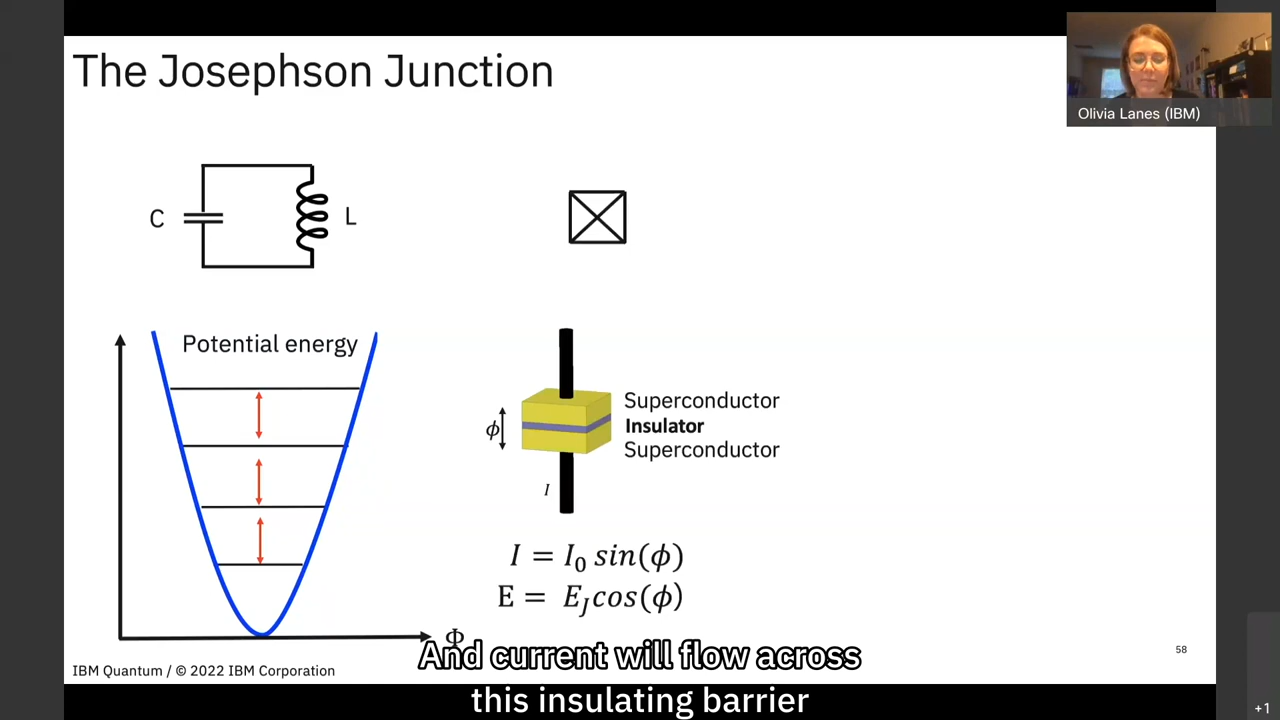 The Josephson Junction
Olivia Lanes (IBM)
C
L
Potential energy
Φ
ϕ
Superconductor
Insulator
Superconductor
I
I = I₀ sin(ϕ)
E = E_J cos(ϕ)
And current will flow across
this insulating barrier
IBM Quantum / © 2022 IBM Corporation
58
+1